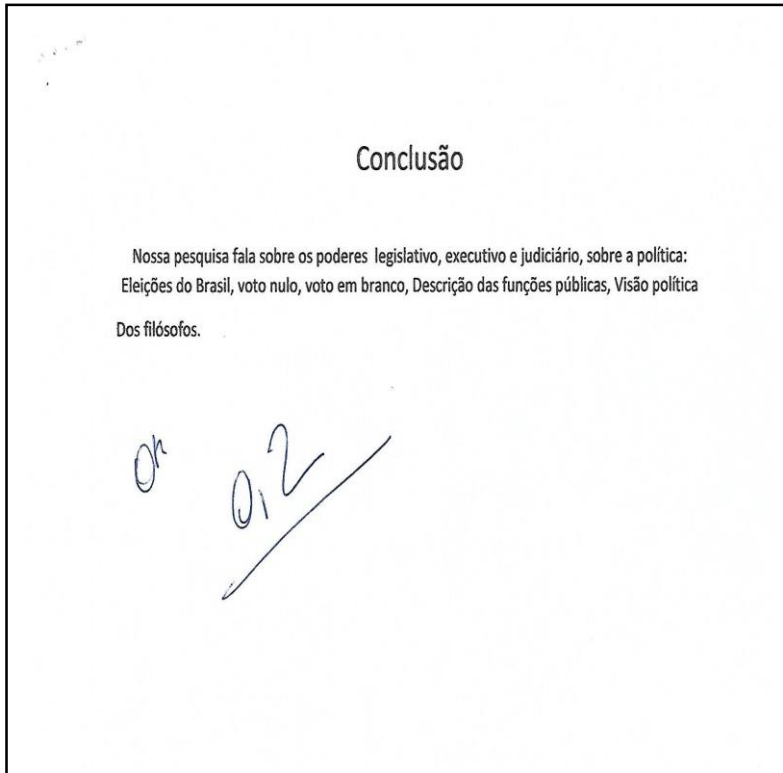 Conclusão
Nossa pesquisa fala sobre os poderes legislativo, executivo e judiciário, sobre a política:
Eleições do Brasil, voto nulo, voto em branco, Descrição das funções públicas, Visão política
Dos filósofos.
0,2